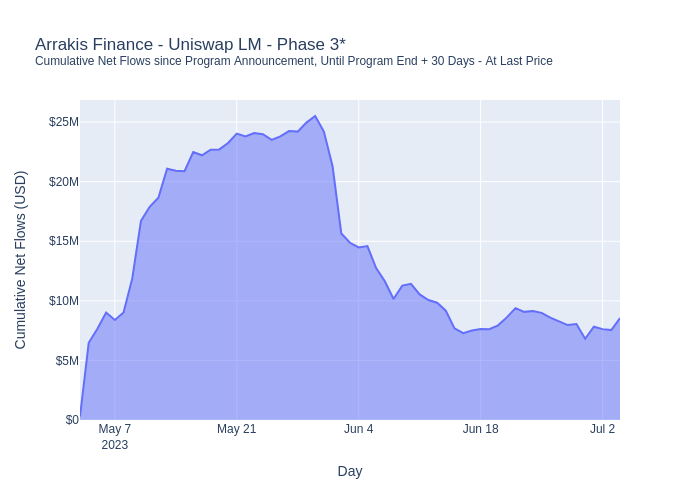 Arrakis Finance - Uniswap LM - Phase 3*
Cumulative Net Flows since Program Announcement, Until Program End + 30 Days - At Last Price
Cumulative Net Flows (USD)
$25M
$20M
$15M
$10M
$5M
$0
May 7
2023
May 21
Jun 4
Jun 18
Jul 2
Day